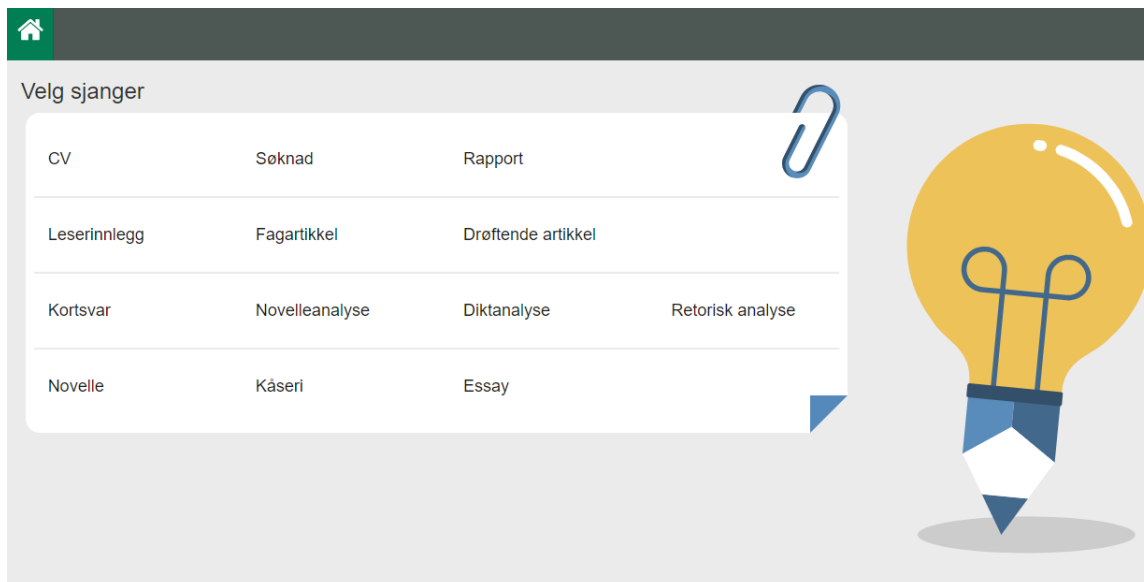 Velg sjanger
CV Søknad Rapport
Leserinnlegg Fagartikkel Drøftende artikkel
Kortsvar Novelleanalyse Diktanalyse Retorisk analyse
Novelle Kåseri Essay